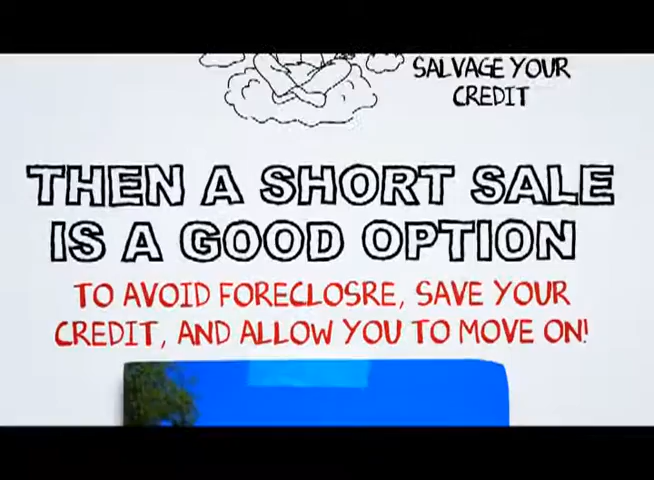 SALVAGE YOUR
CREDIT
THEN A SHORT SALE
IS A GOOD OPTION
TO AVOID FORECLOSRE, SAVE YOUR
CREDIT, AND ALLOW YOU TO MOVE ON!